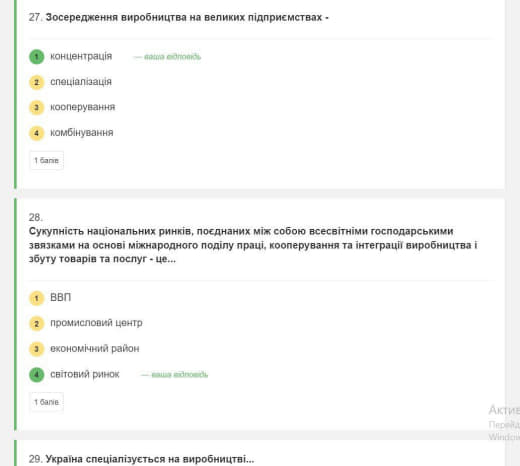 27. Зосередження виробництва на великих підприємствах -
1 концентрація — ваша відповідь
2 спеціалізація
3 кооперування
4 комбінування
1 балів
28.
Сукупність національних ринків, поєднаних між собою всесвітніми господарськими
звязками на основі міжнародного поділу праці, кооперування та інтеграції виробництва і
збуту товарів та послуг - це...
1 ВВП
2 промисловий центр
3 економічний район
4 світовий ринок — ваша відповідь
1 балів
Актив
Перейд
Window
29. Україна спеціалізується на виробництві...